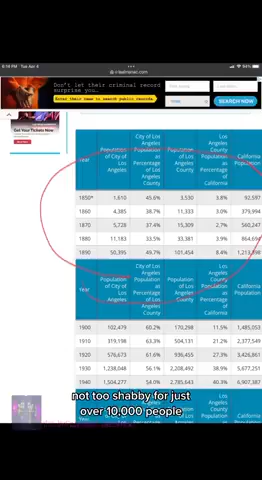 5:16 PM Tue Apr 9
94%
Don't let their criminal record
surprise you.
Enter their name to search public records.
SEARCH NOW
Get Your Tickets Now!
Year
Population of City of Los Angeles
City of Los Angeles Population as Percentage of Los Angeles County
Population of Los Angeles County
Los Angeles County Population as Percentage of California
California Population
1850* 1,610 45.6% 3,530 3.8% 92,597
1860 4,385 38.7% 11,333 3.0% 379,994
1870 5,728 37.4% 15,309 2.7% 560,247
1880 11,183 33.5% 33,381 3.9% 864,694
1890 50,395 49.7% 101,454 8.4% 1,213,398
Year
Population of City of Los Angeles
City of Los Angeles Population as Percentage of Los Angeles County
Population of Los Angeles County
Los Angeles County Population as Percentage of California
California Population
1900 102,479 60.2% 170,298 11.5% 1,485,053
1910 319,198 63.3% 504,131 21.2% 2,377,549
1920 576,673 61.6% 936,455 27.3% 3,426,861
1930 1,238,048 56.1% 2,208,492 38.9% 5,677,251
1940 1,504,277 54.0% 2,785,643 40.3% 6,907,387
not too shabby for just
over 10,000 people